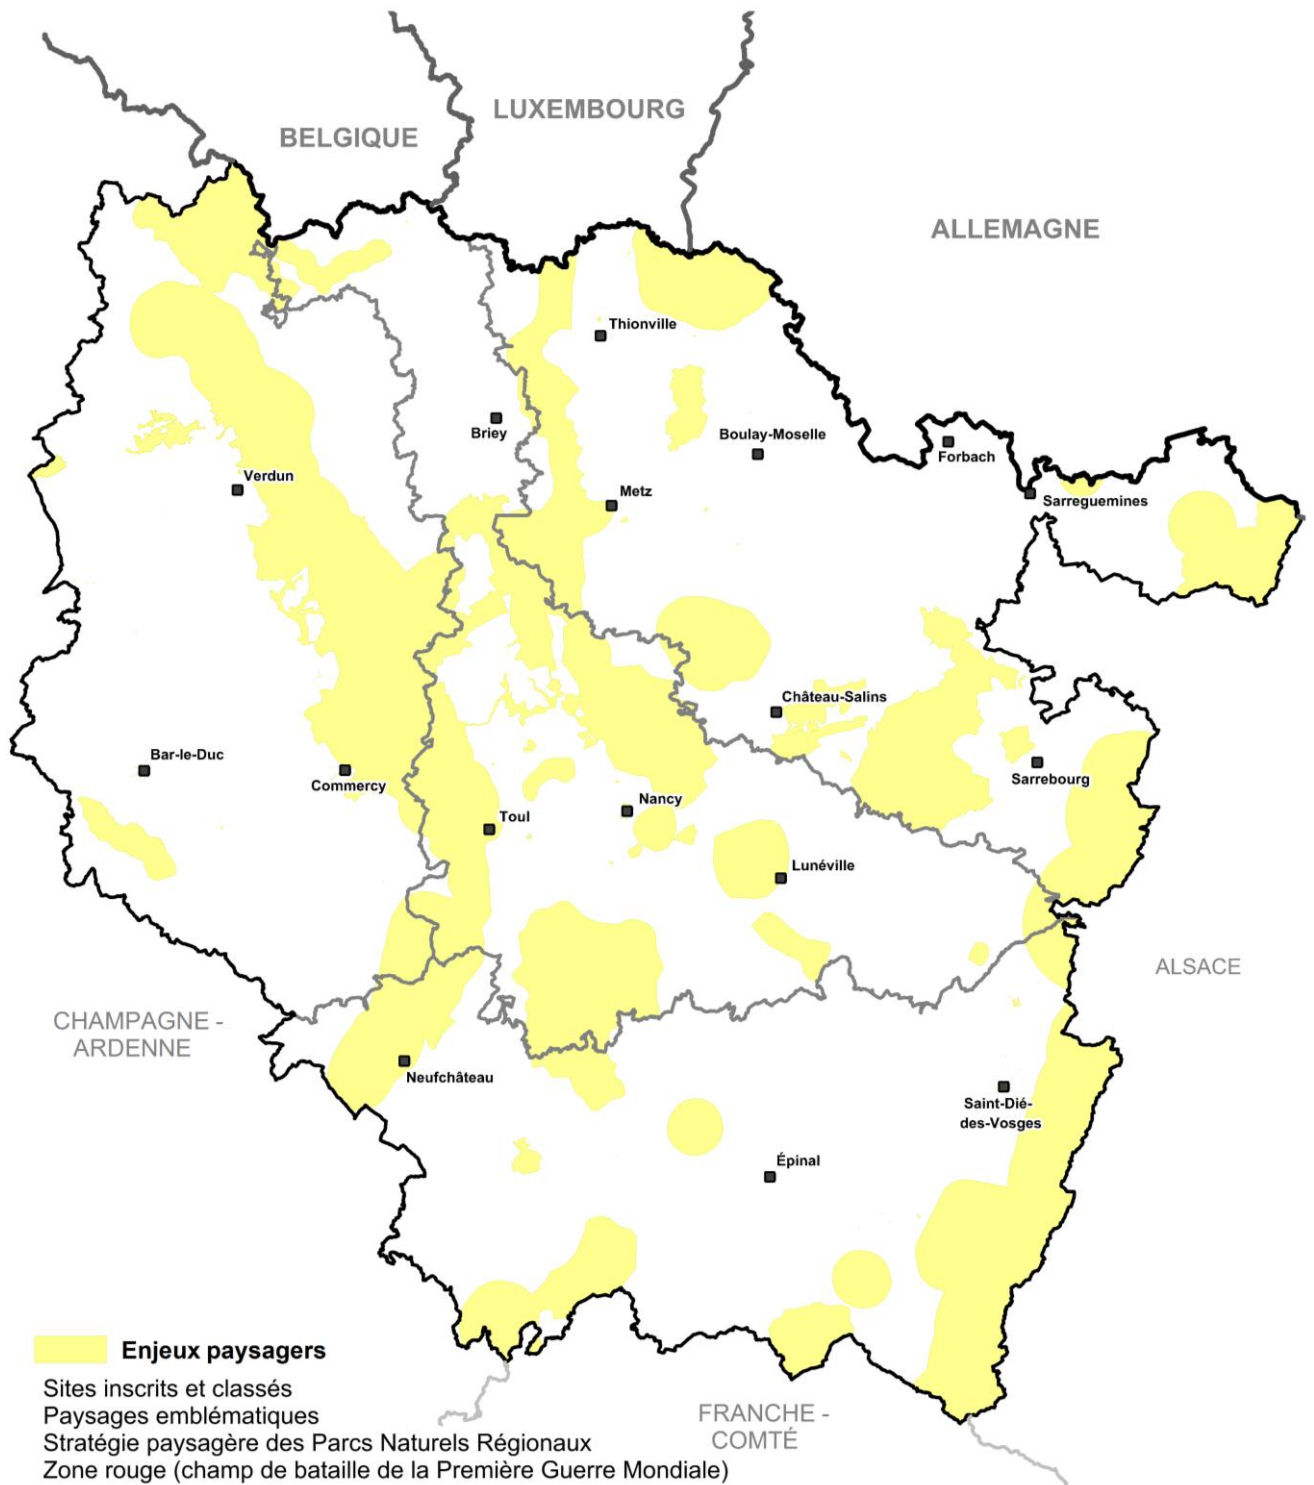 LUXEMBOURG
BELGIQUE
ALLEMAGNE
Thionville
Briey
Boulay-Moselle
Forbach
Verdun
Metz
Sarreguemines
Château-Salins
Bar-le-Duc
Commercy
Sarrebourg
Nancy
Toul
Lunéville
ALSACE
CHAMPAGNE -
ARDENNE
Neufchâteau
Saint-Dié-
des-Vosges
Épinal
Enjeux paysagers
Sites inscrits et classés
Paysages emblématiques
Stratégie paysagère des Parcs Naturels Régionaux
Zone rouge (champ de bataille de la Première Guerre Mondiale)
FRANCHE -
COMTÉ